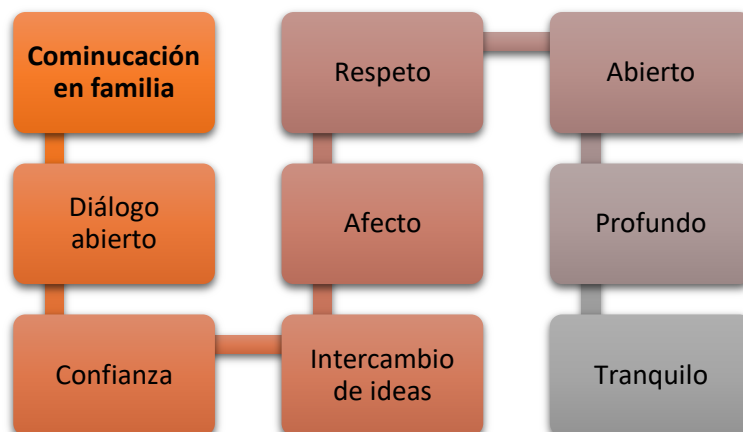 Cominucación
en familia
Diálogo
abierto
Confianza
Intercambio
de ideas
Afecto
Respeto
Abierto
Profundo
Tranquilo